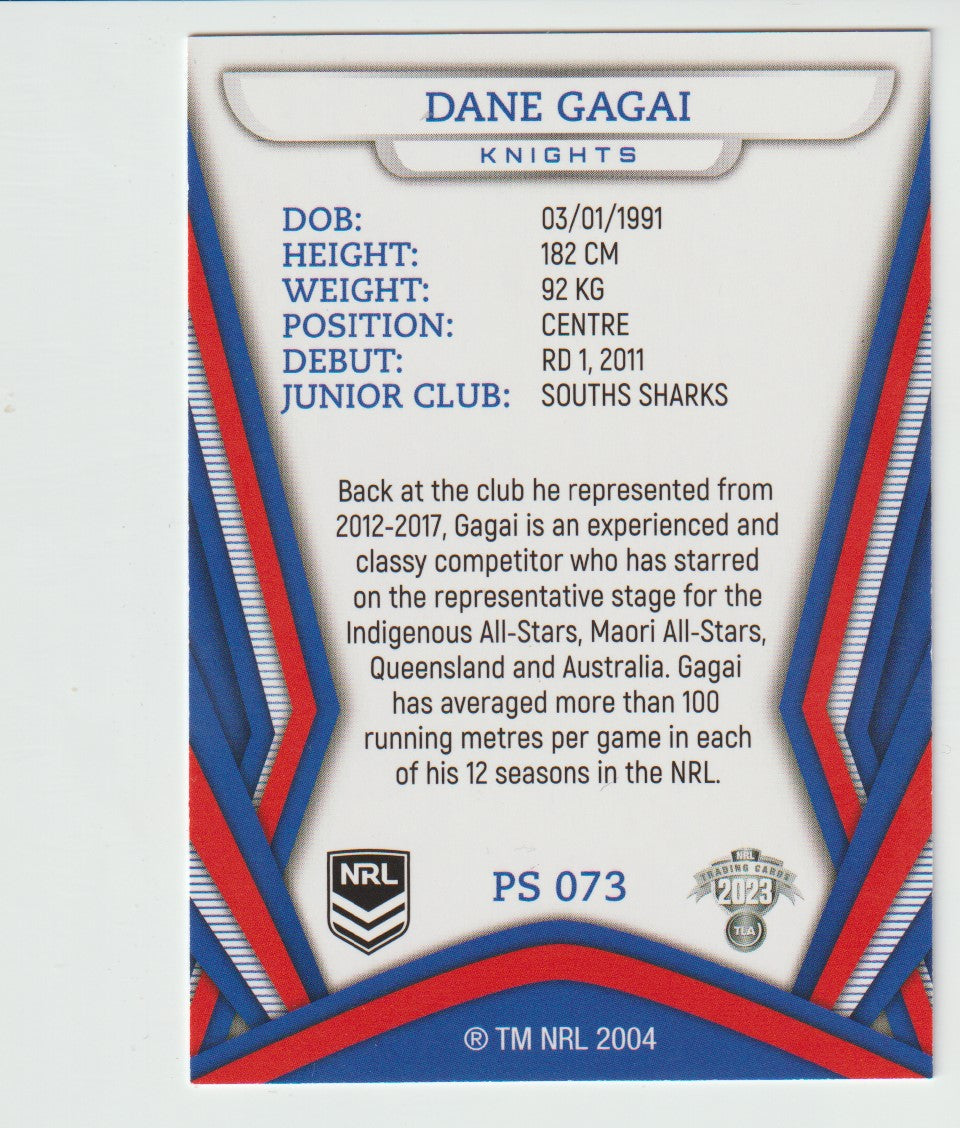 DANE GAGAI
KNIGHTS
DOB: 03/01/1991
HEIGHT: 182 CM
WEIGHT: 92 KG
POSITION: CENTRE
DEBUT: RD 1, 2011
JUNIOR CLUB: SOUTHS SHARKS
Back at the club he represented from
2012-2017, Gagai is an experienced and
classy competitor who has starred
on the representative stage for the
Indigenous All-Stars, Maori All-Stars,
Queensland and Australia. Gagai
has averaged more than 100
running metres per game in each
of his 12 seasons in the NRL.
NRL
PS 073
NRL
TRADING CARDS
2023
TLA
® TM NRL 2004